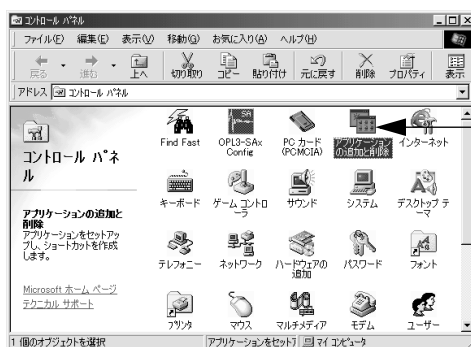 コントロール パネル
ファイル(F) 編集(E) 表示(V) 移動(G) お気に入り(A) ヘルプ(H)
戻る 進む 上へ 切り取り コピー 貼り付け 元に戻す 削除 プロパティ 表示
アドレス コントロール パネル
コントロール パネ
ル
アプリケーションの追加と
削除
アプリケーションをセットアッ
プし、ショートカットを作成
します。
Microsoft ホーム ページ
テクニカル サポート
Find Fast
OPL3-SAx
Config
PC カード
(PCMCIA)
アプリケーション
の追加と削除
インターネット
キーボード
ゲーム コントロ
ーラ
サウンド
システム
デスクトップ テ
ーマ
テレフォニー
ネットワーク
ハードウェアの
追加
パスワード
フォント
プリンタ
マウス
マルチメディア
モデム
ユーザー
1 個のオブジェクトを選択 アプリケーションをセット マイ コンピュータ